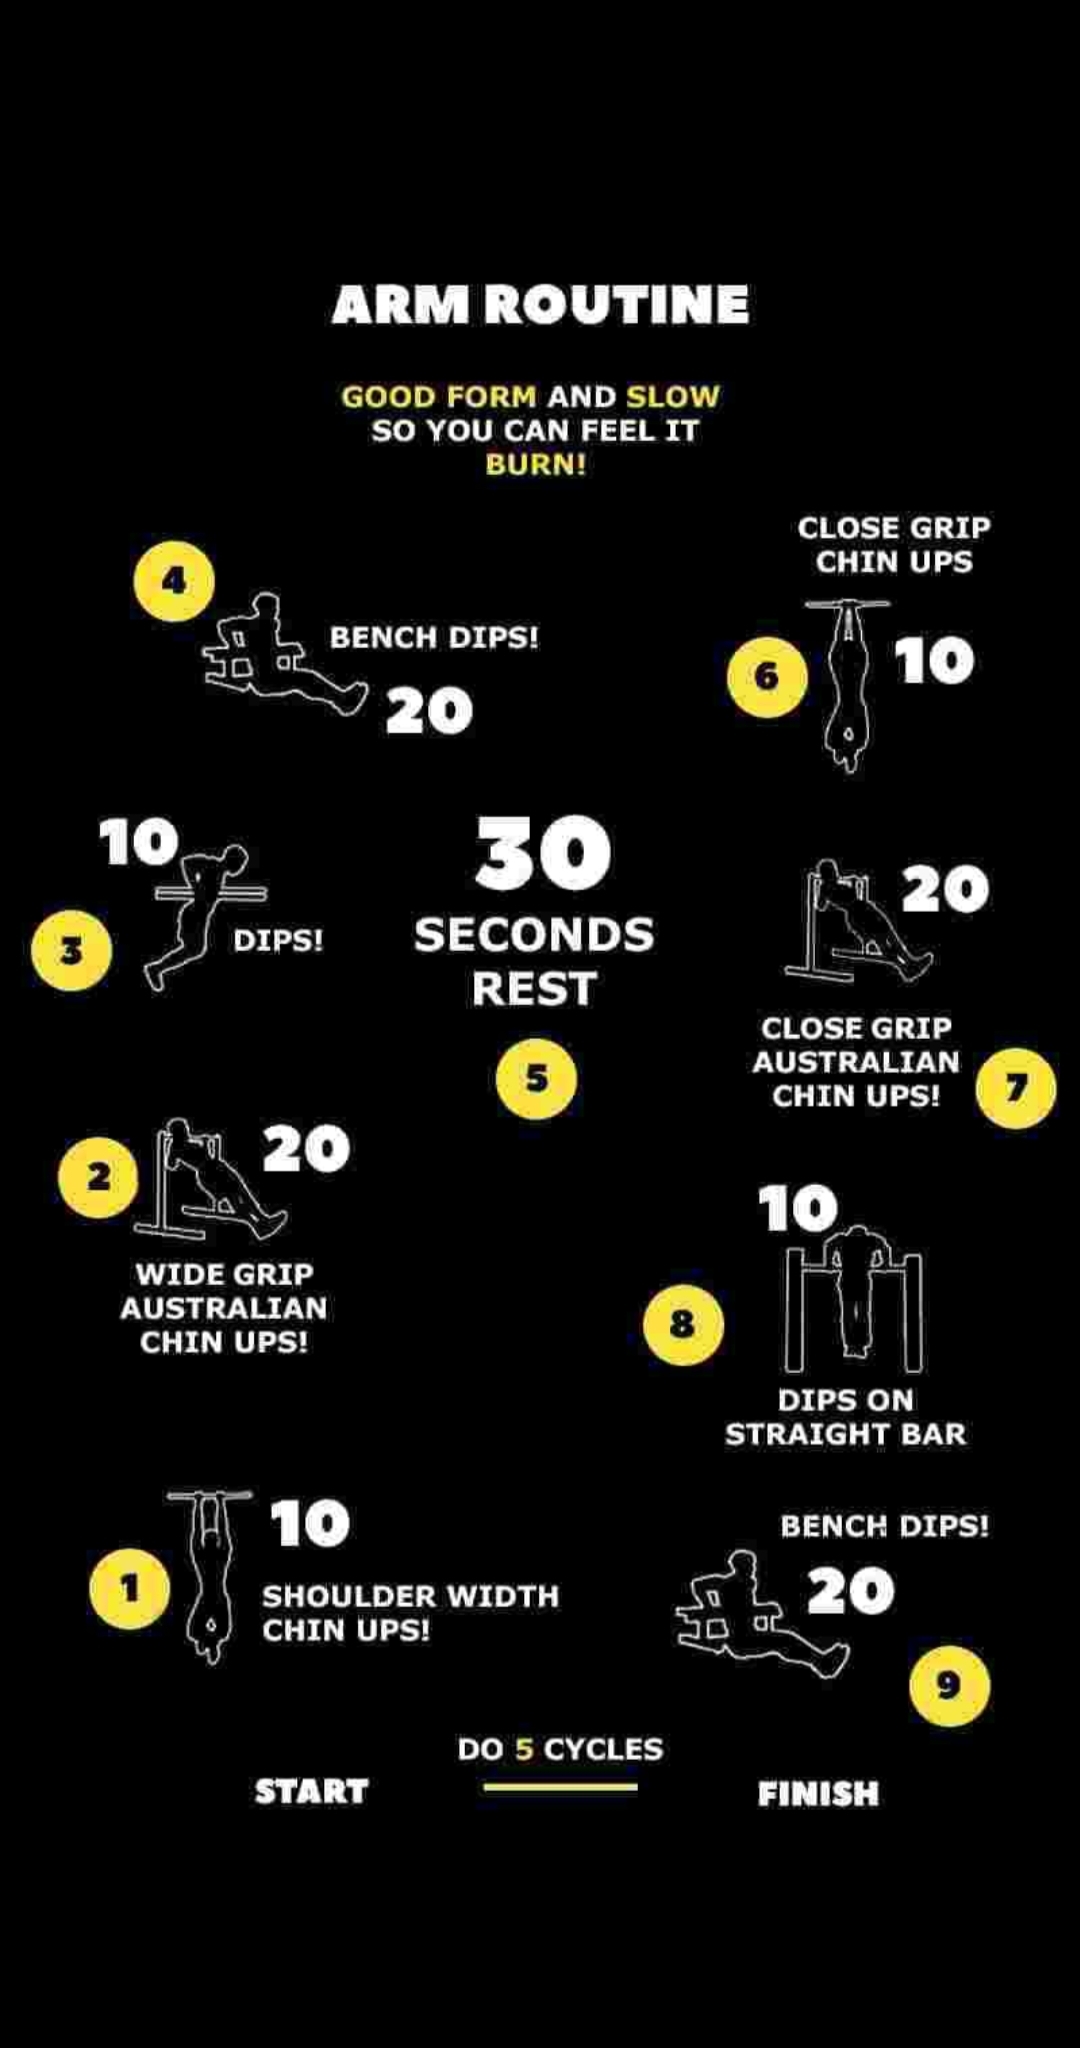 ARM ROUTINE
GOOD FORM AND SLOW
SO YOU CAN FEEL IT
BURN!
4
BENCH DIPS!
20
CLOSE GRIP
CHIN UPS
6
10
10
3
DIPS!
30
SECONDS
REST
5
20
CLOSE GRIP
AUSTRALIAN
CHIN UPS!
7
2
20
WIDE GRIP
AUSTRALIAN
CHIN UPS!
10
8
DIPS ON
STRAIGHT BAR
1
10
SHOULDER WIDTH
CHIN UPS!
BENCH DIPS!
20
9
DO 5 CYCLES
START
FINISH